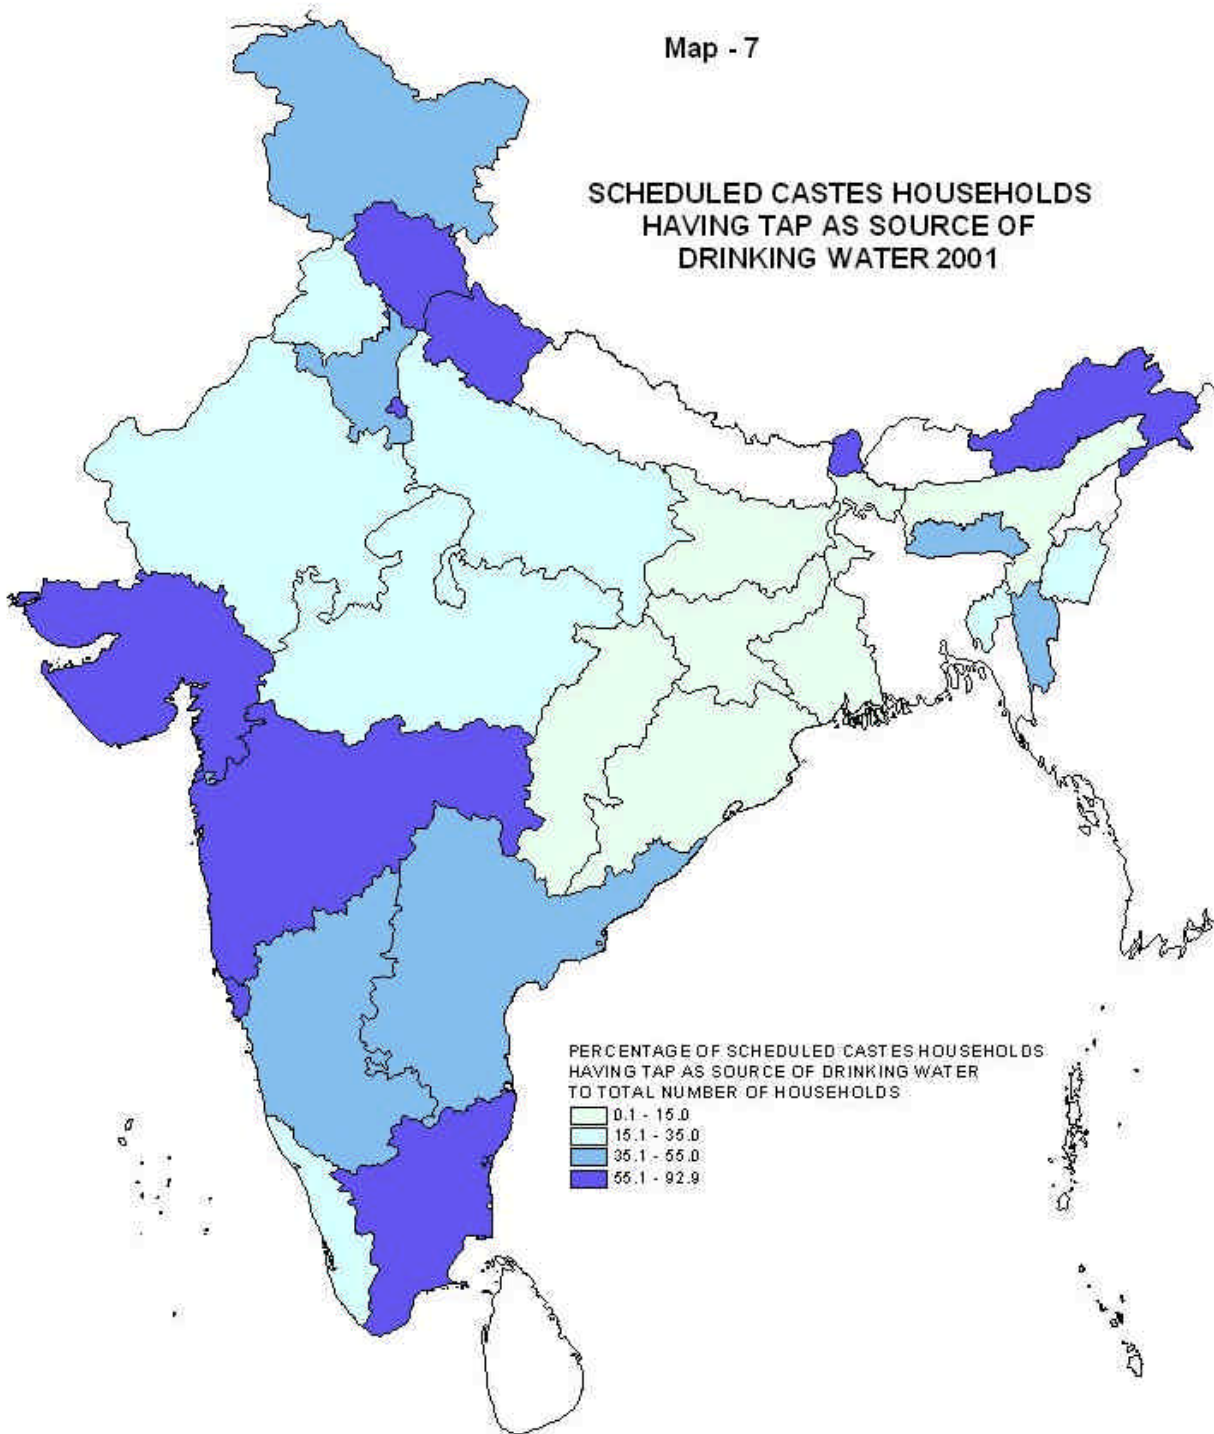 Map - 7
SCHEDULED CASTES HOUSEHOLDS
HAVING TAP AS SOURCE OF
DRINKING WATER 2001
PERCENTAGE OF SCHEDULED CASTES HOUSEHOLDS
HAVING TAP AS SOURCE OF DRINKING WATER
TO TOTAL NUMBER OF HOUSEHOLDS
0.1 - 15.0
15.1 - 35.0
35.1 - 55.0
55.1 - 92.9